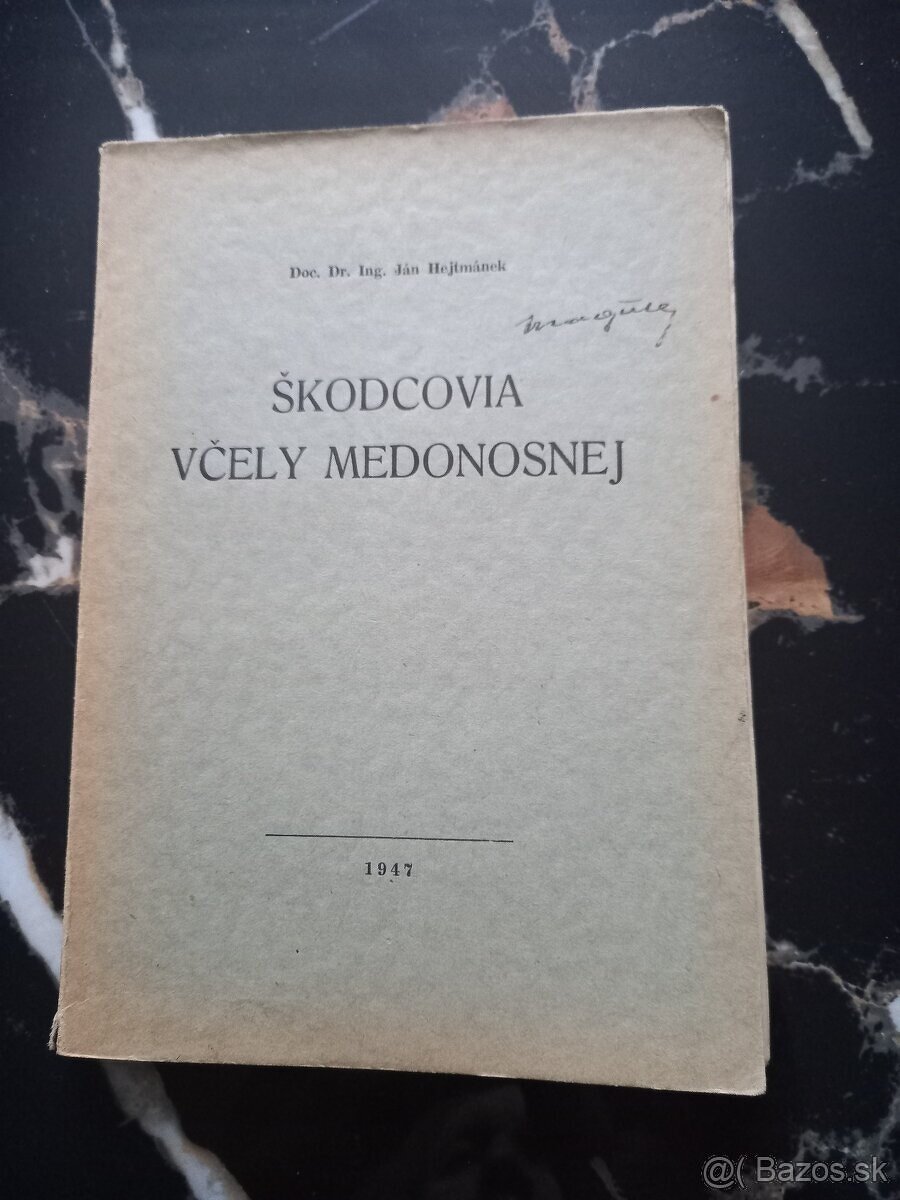 Doc. Dr. Ing. Ján Hejtmánek
ŠKODCOVIA
VČELY MEDONOSNEJ
1947
@( Bazos.sk